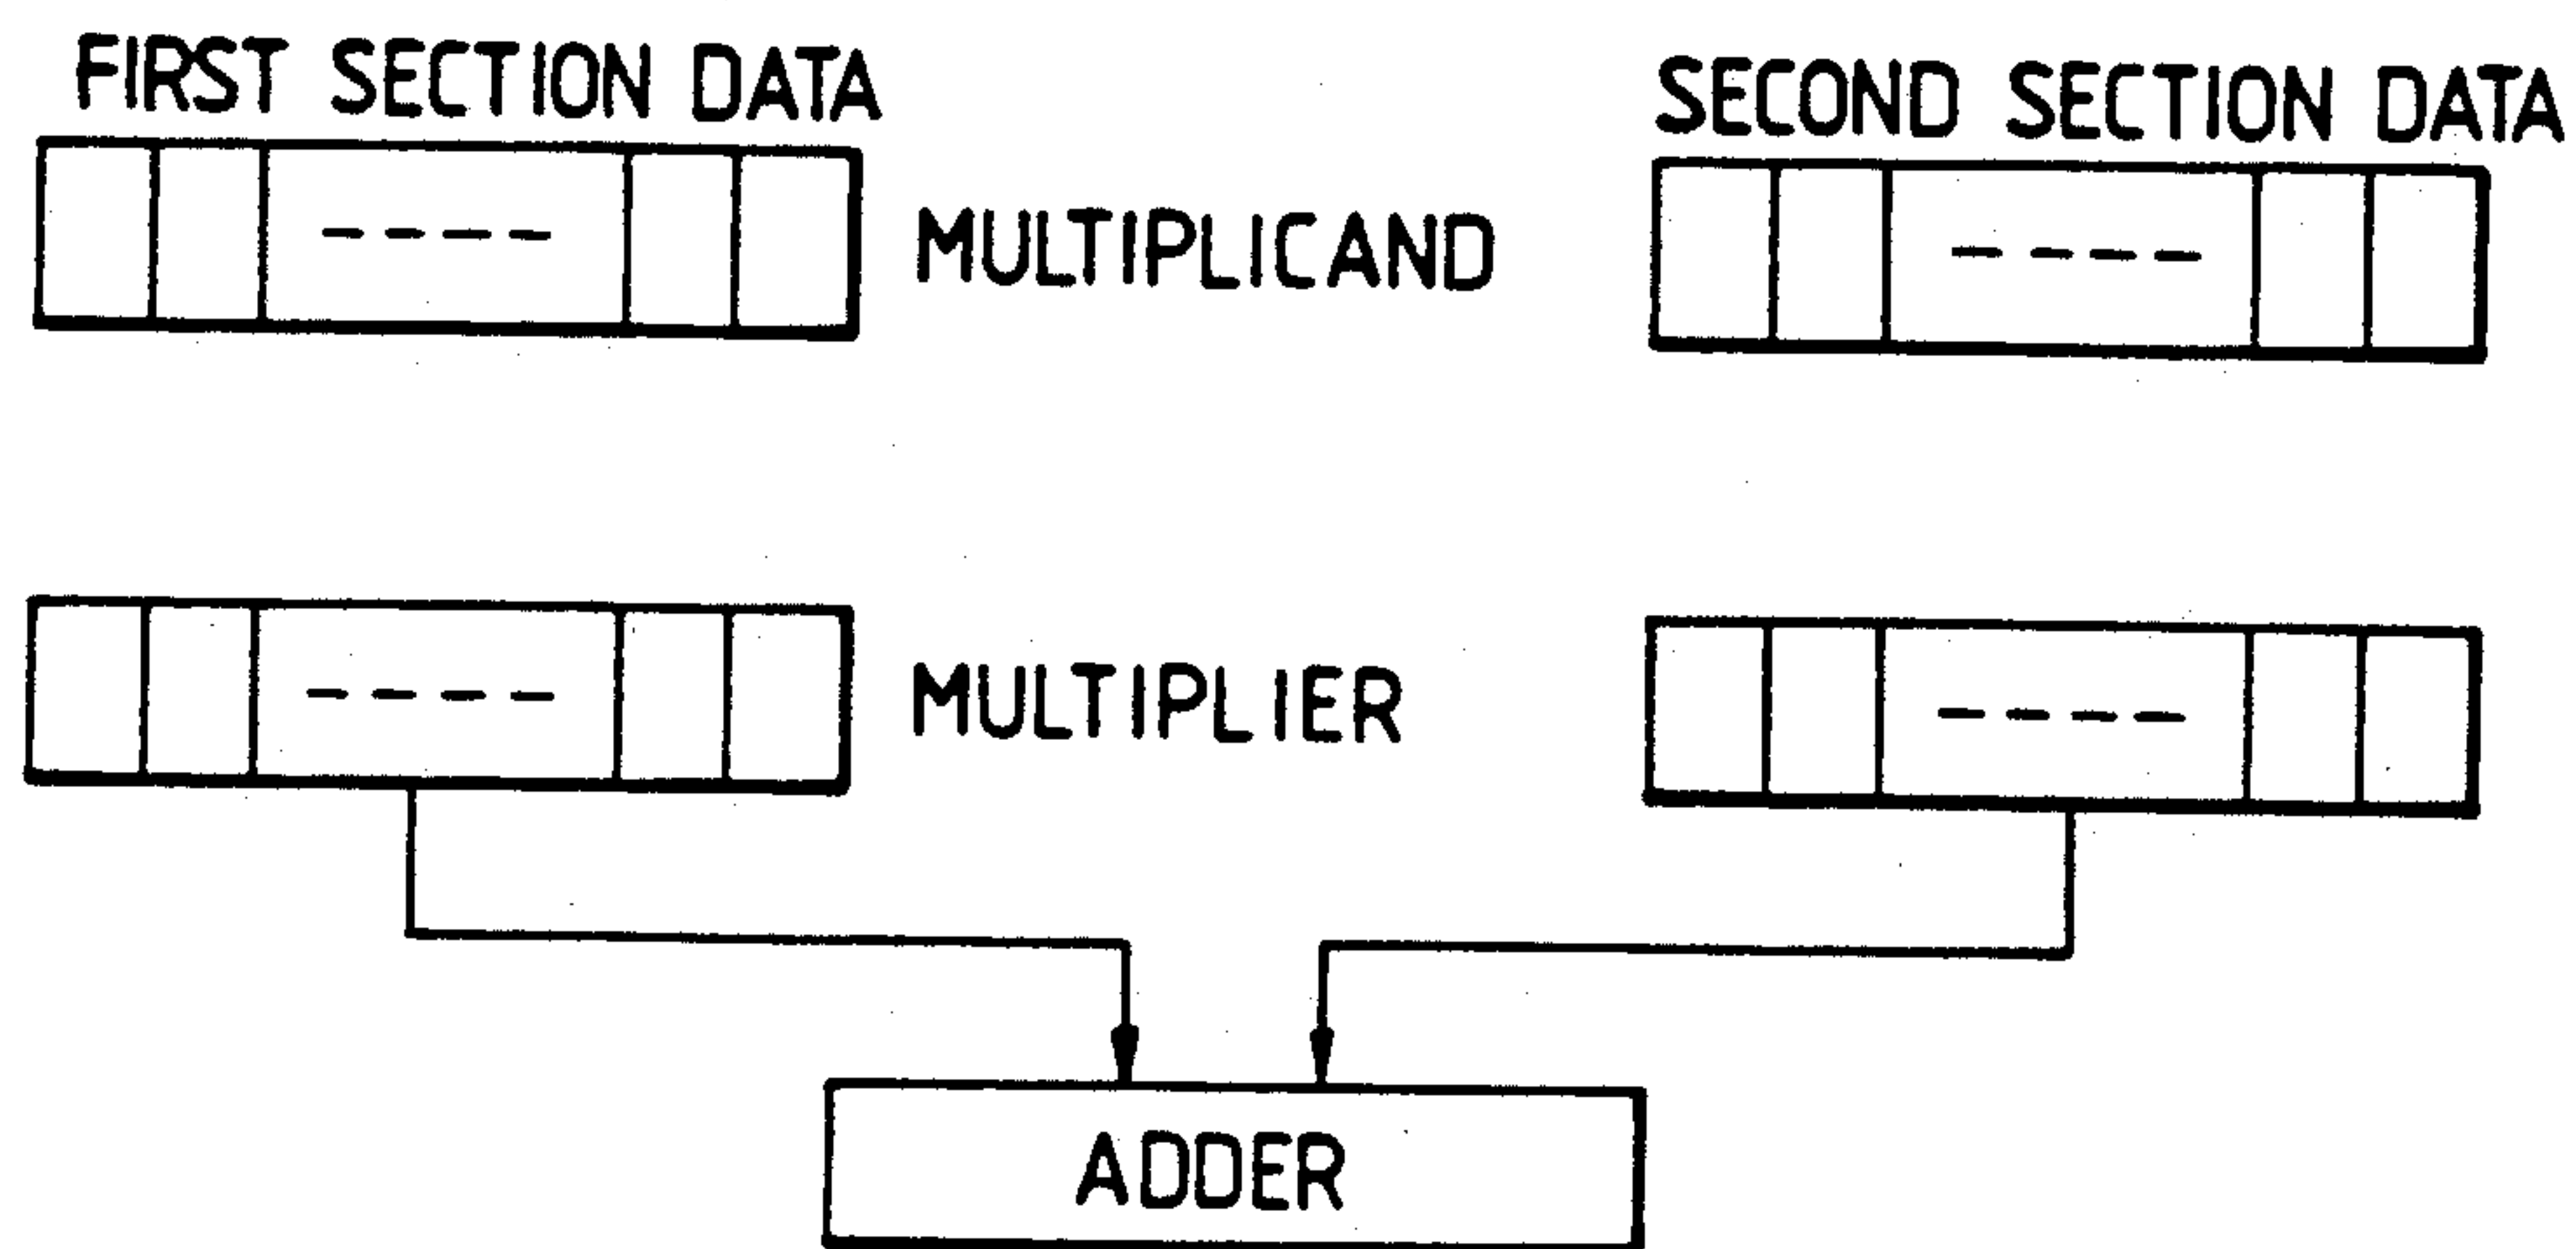 FIRST SECTION DATA
SECOND SECTION DATA
MULTIPLICAND
MULTIPLIER
ADDER